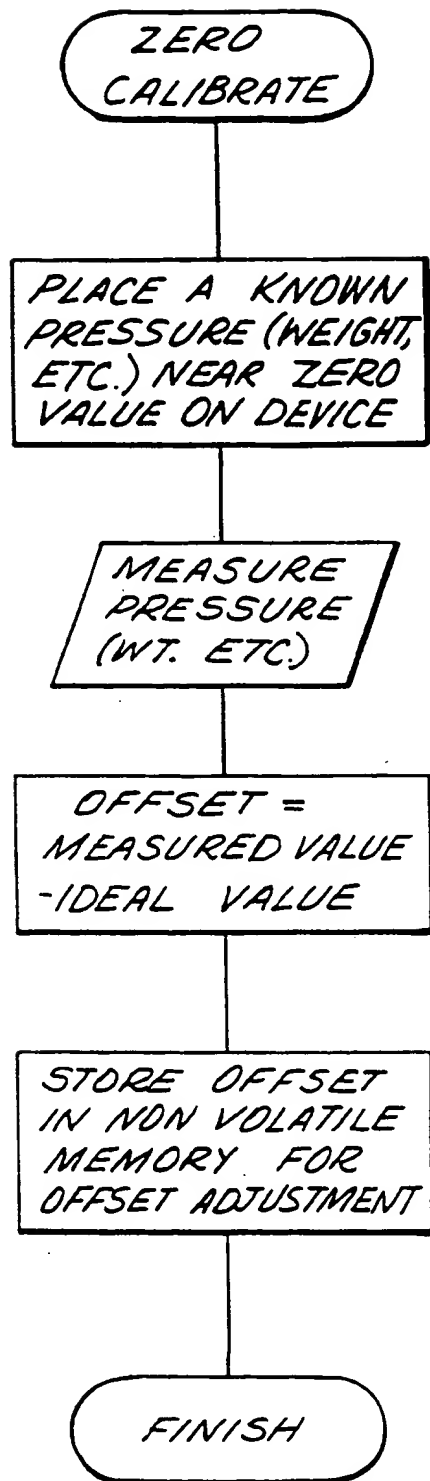 ZERO
CALIBRATE
PLACE A KNOWN
PRESSURE (WEIGHT,
ETC.) NEAR ZERO
VALUE ON DEVICE
MEASURE
PRESSURE
(WT. ETC.)
OFFSET =
MEASURED VALUE
-IDEAL VALUE
STORE OFFSET
IN NON VOLATILE
MEMORY FOR
OFFSET ADJUSTMENT
FINISH